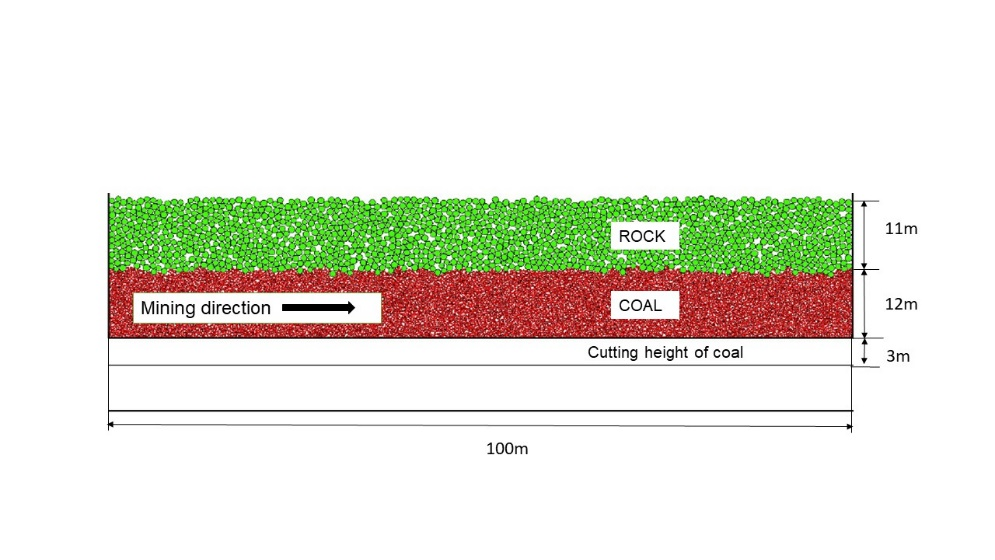 ROCK
11m
Mining direction
COAL
12m
Cutting height of coal
3m
100m